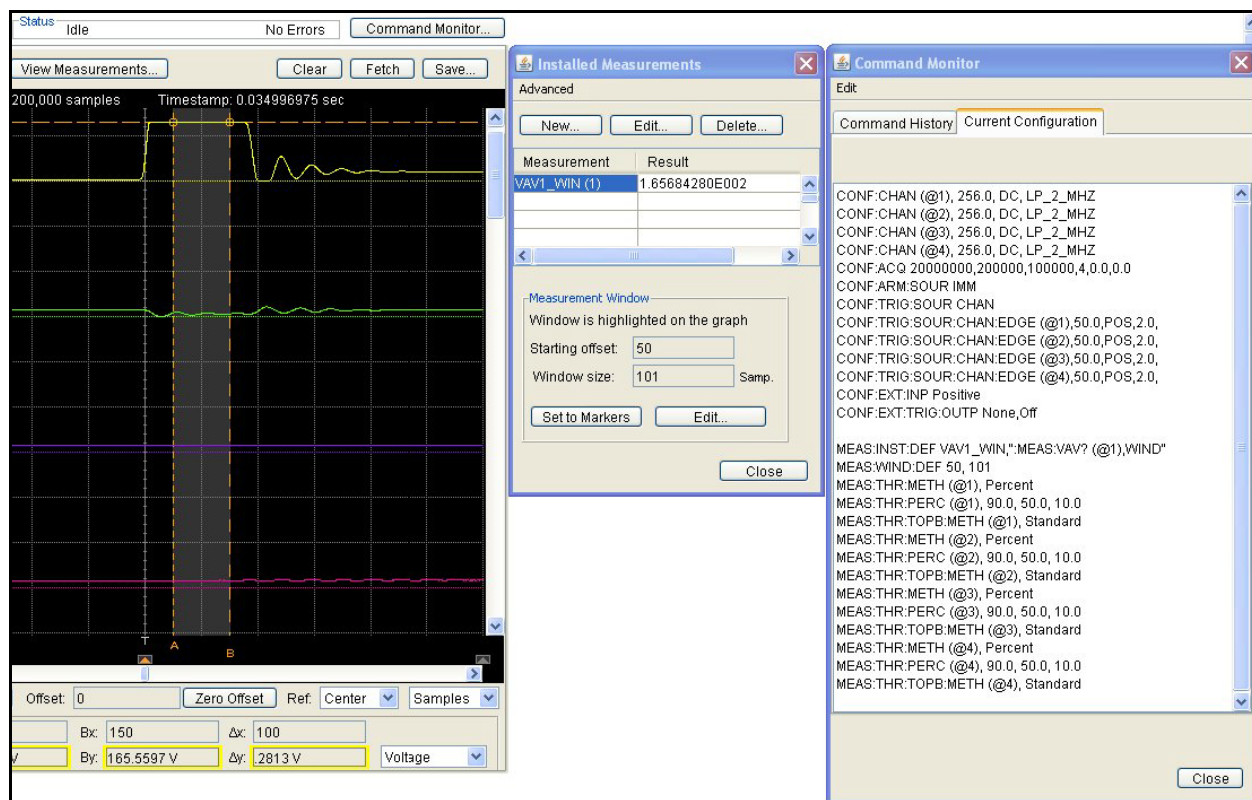 Status
Idle
No Errors
Command Monitor...
View Measurements...
Clear
Fetch
Save...
200,000 samples
Timestamp: 0.034996975 sec
T
A
B
Offset:
0
Zero Offset
Ref:
Center
Samples
Bx:
150
Δx:
100
V
By:
165.5597 V
Δy:
.2813 V
Voltage
Installed Measurements
Advanced
New...
Edit...
Delete...
Measurement
Result
VAV1_WIN (1)
1.65684280E002
Measurement Window
Window is highlighted on the graph
Starting offset:
50
Window size:
101
Samp.
Set to Markers
Edit...
Close
Command Monitor
Edit
Command History
Current Configuration
CONF:CHAN (@1), 256.0, DC, LP_2_MHZ
CONF:CHAN (@2), 256.0, DC, LP_2_MHZ
CONF:CHAN (@3), 256.0, DC, LP_2_MHZ
CONF:CHAN (@4), 256.0, DC, LP_2_MHZ
CONF:ACQ 20000000,200000,100000,4,0.0,0.0
CONF:ARM:SOUR IMM
CONF:TRIG:SOUR CHAN
CONF:TRIG:SOUR:CHAN:EDGE (@1),50.0,POS,2.0,
CONF:TRIG:SOUR:CHAN:EDGE (@2),50.0,POS,2.0,
CONF:TRIG:SOUR:CHAN:EDGE (@3),50.0,POS,2.0,
CONF:TRIG:SOUR:CHAN:EDGE (@4),50.0,POS,2.0,
CONF:EXT:INP Positive
CONF:EXT:TRIG:OUTP None,Off
MEAS:INST:DEF VAV1_WIN,":MEAS:VAV? (@1),WIND"
MEAS:WIND:DEF 50, 101
MEAS:THR:METH (@1), Percent
MEAS:THR:PERC (@1), 90.0, 50.0, 10.0
MEAS:THR:TOPB:METH (@1), Standard
MEAS:THR:METH (@2), Percent
MEAS:THR:PERC (@2), 90.0, 50.0, 10.0
MEAS:THR:TOPB:METH (@2), Standard
MEAS:THR:METH (@3), Percent
MEAS:THR:PERC (@3), 90.0, 50.0, 10.0
MEAS:THR:TOPB:METH (@3), Standard
MEAS:THR:METH (@4), Percent
MEAS:THR:PERC (@4), 90.0, 50.0, 10.0
MEAS:THR:TOPB:METH (@4), Standard
Close